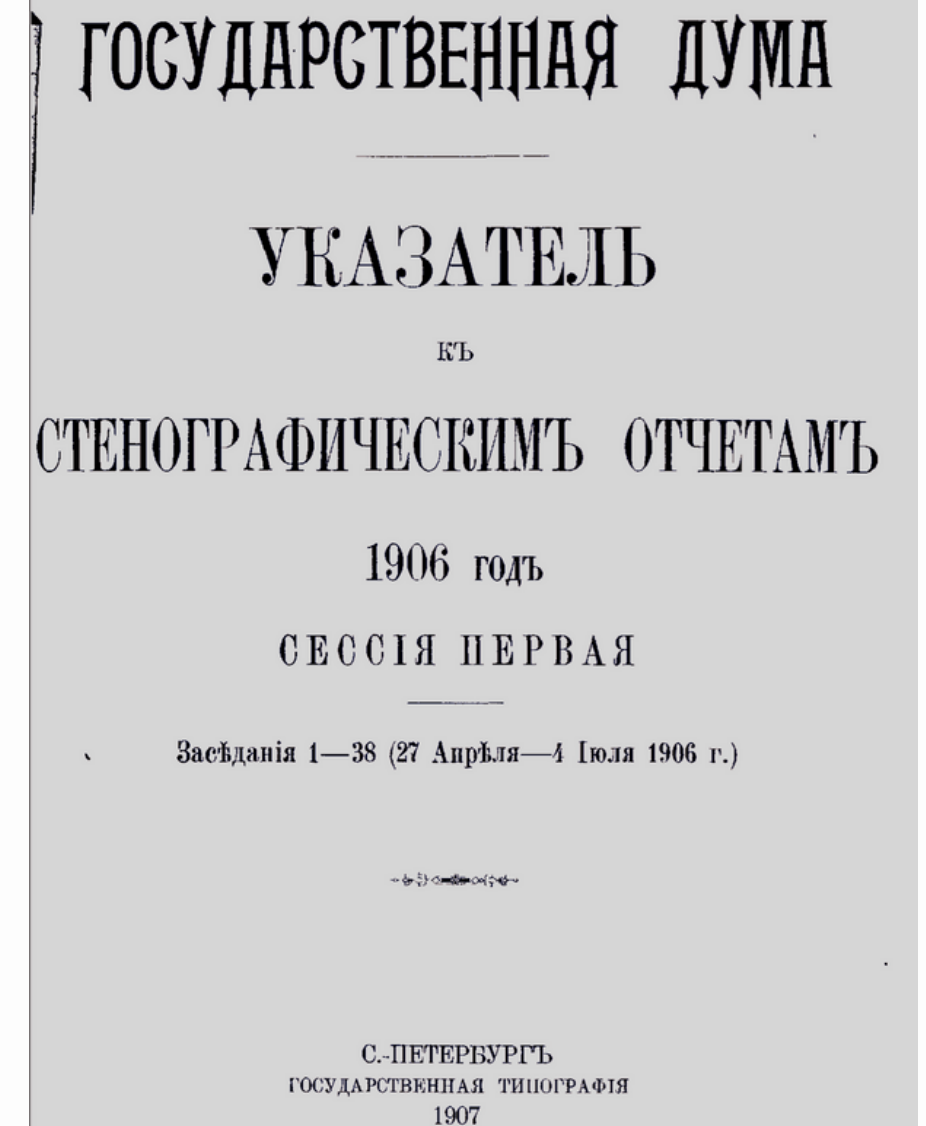 ГОСУДАРСТВЕННАЯ ДУМА
УКАЗАТЕЛЬ
КЪ
СТЕНОГРАФИЧЕСКИМЪ ОТЧЕТАМЪ
1906 годъ
СЕССІЯ ПЕРВАЯ
Засѣданія 1—38 (27 Апрѣля—4 Іюля 1906 г.)
С.-ПЕТЕРБУРГЪ
ГОСУДАРСТВЕННАЯ ТИПОГРАФІЯ
1907